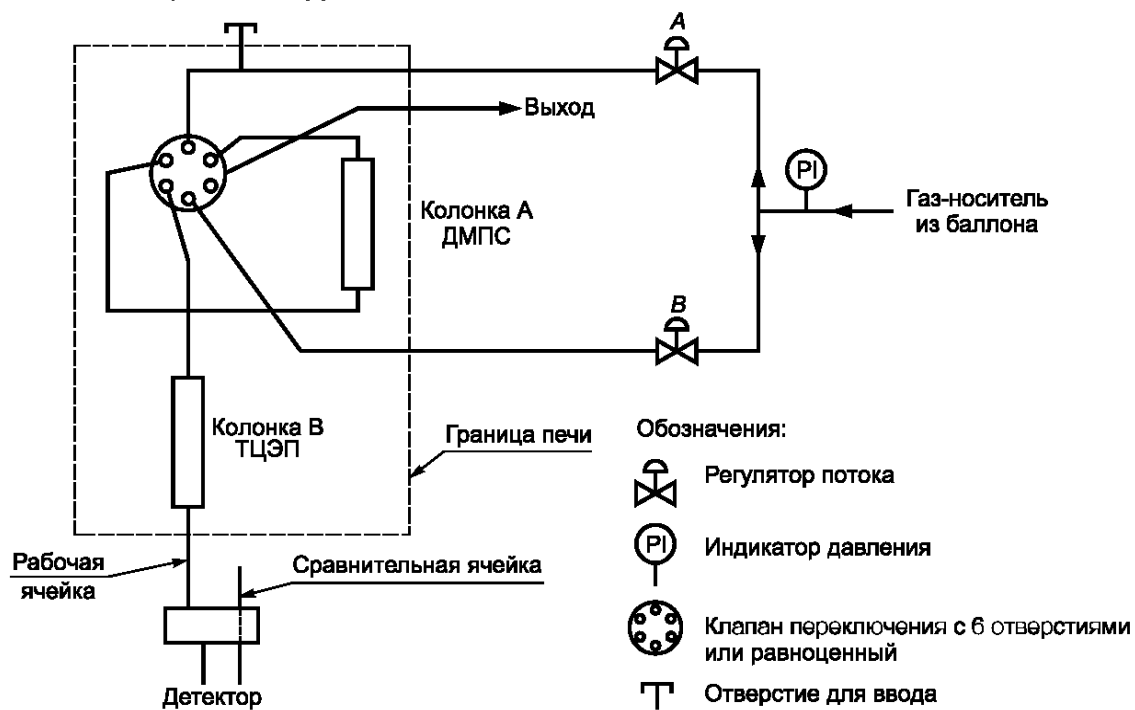 A
Выход
PI
Газ-носитель
из баллона
Колонка А
ДМПС
B
Колонка В
ТЦЭП
Граница печи
Обозначения:
Регулятор потока
Рабочая
ячейка
Сравнительная ячейка
PI
Индикатор давления
Клапан переключения с 6 отверстиями
или равноценный
Детектор
Отверстие для ввода